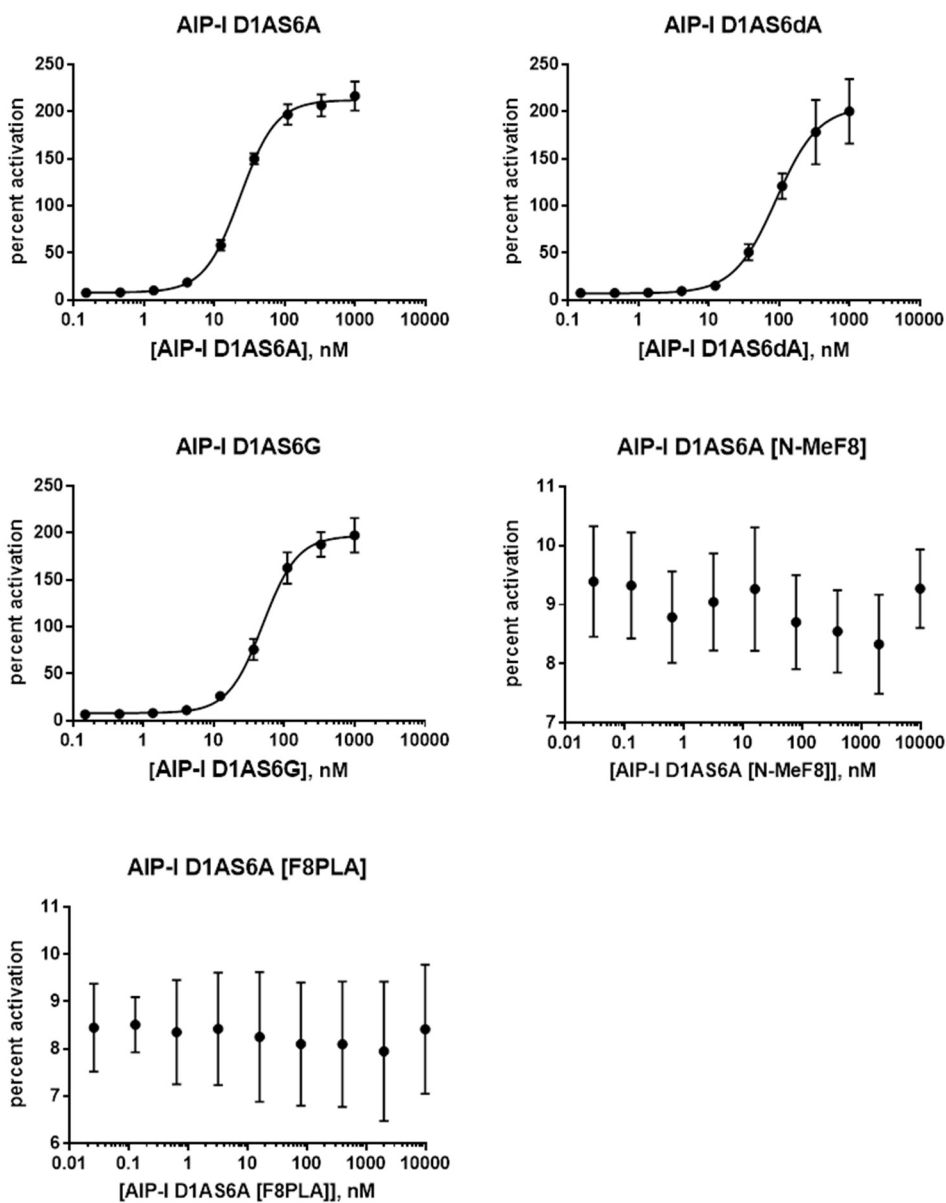 AIP-I D1AS6A
percent activation
250
200
150
100
50
0
0.1 1 10 100 1000 10000
[AIP-I D1AS6A], nM
AIP-I D1AS6dA
percent activation
250
200
150
100
50
0
0.1 1 10 100 1000 10000
[AIP-I D1AS6dA], nM
AIP-I D1AS6G
percent activation
250
200
150
100
50
0
0.1 1 10 100 1000 10000
[AIP-I D1AS6G], nM
AIP-I D1AS6A [N-MeF8]
percent activation
11
10
9
8
7
0.01 0.1 1 10 100 1000 10000
[AIP-I D1AS6A [N-MeF8]], nM
AIP-I D1AS6A [F8PLA]
percent activation
11
10
9
8
7
6
0.01 0.1 1 10 100 1000 10000
[AIP-I D1AS6A [F8PLA]], nM